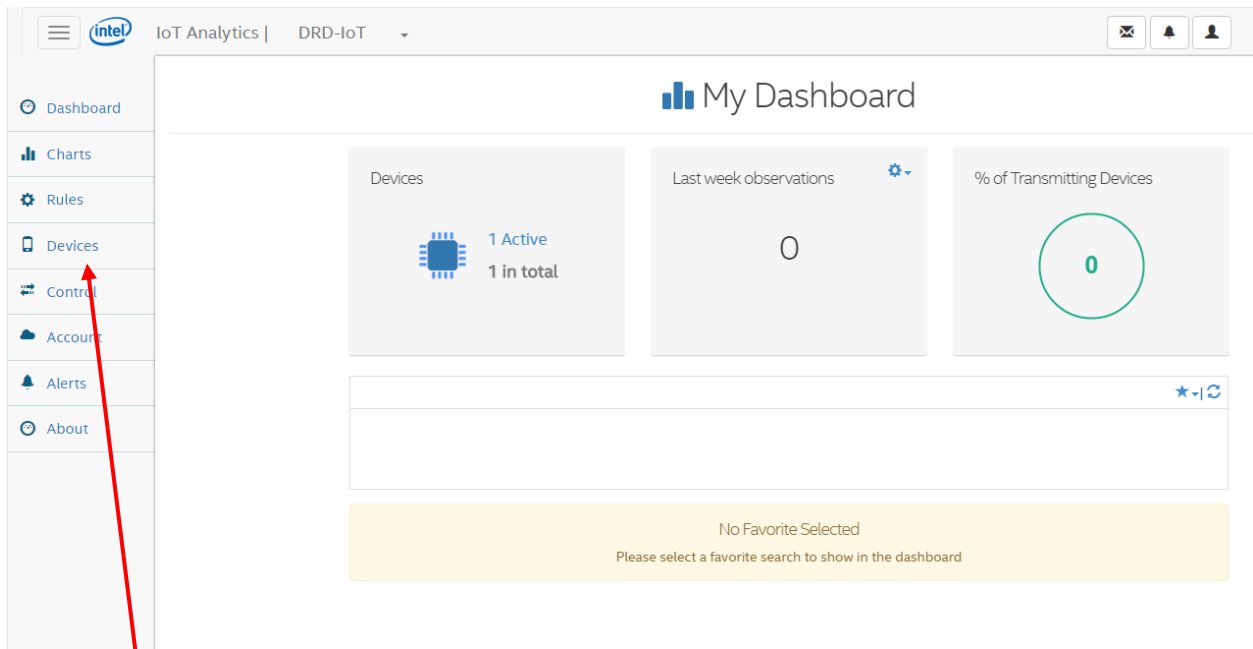 intel IoT Analytics | DRD-IoT
Dashboard
Charts
Rules
Devices
Control
Account
Alerts
About
My Dashboard
Devices
1 Active
1 in total
Last week observations
0
% of Transmitting Devices
0
No Favorite Selected
Please select a favorite search to show in the dashboard